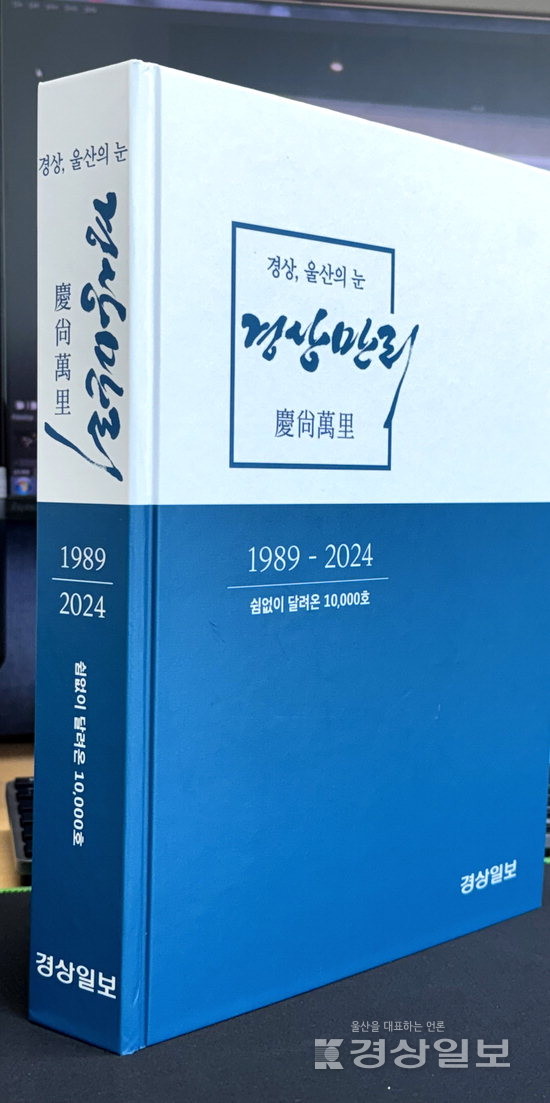 경상, 울산의 눈
경상만리
慶尙萬里
1989
2024
쉼없이 달려온 10,000호
경상일보
경상, 울산의 눈
경상만리
慶尙萬里
1989 - 2024
쉼없이 달려온 10,000호
경상일보
울산을 대표하는 언론
경상일보